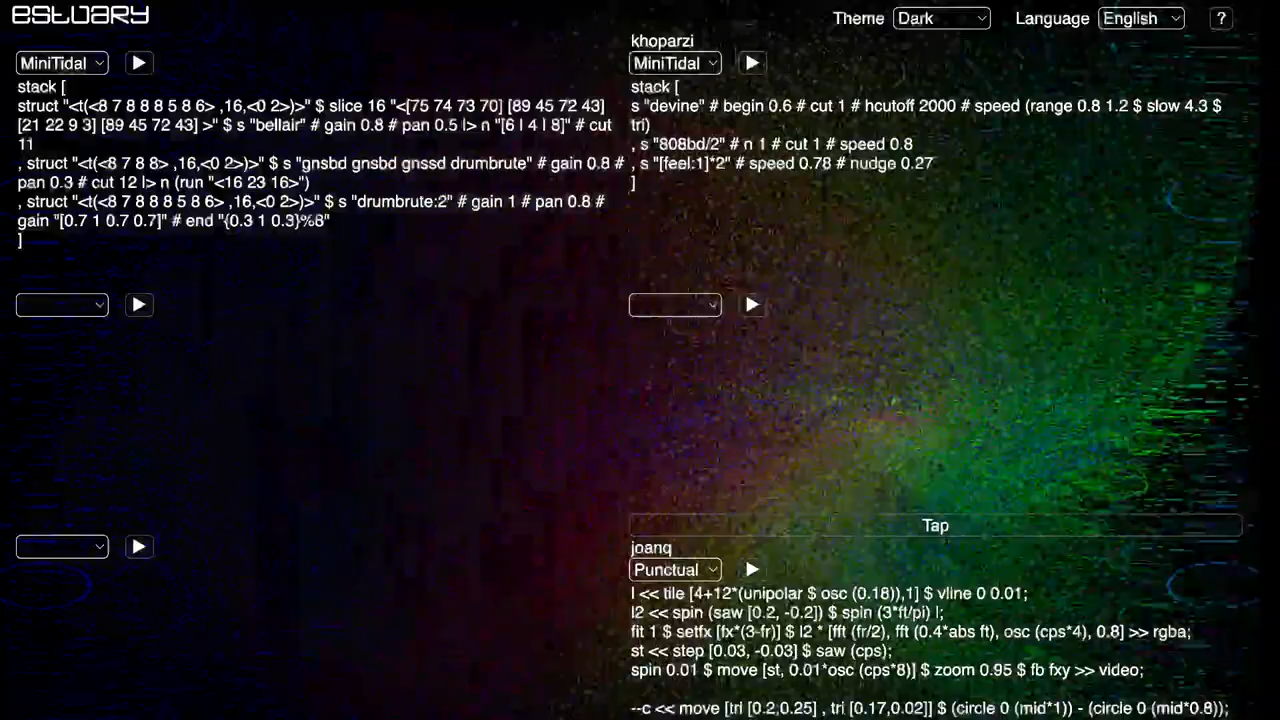 estuary
Theme Dark Language English ?
MiniTidal
stack [
struct "<t(<8 7 8 8 8 5 8 6> ,16,<0 2>)>" $ slice 16 "<[75 74 73 70] [89 45 72 43]
[21 22 9 3] [89 45 72 43] >" $ s "bellair" # gain 0.8 # pan 0.5 |> n "[6 | 4 | 8]" # cut
11
, struct "<t(<8 7 8 8> ,16,<0 2>)>" $ s "gnsbd gnsbd gnssd drumbrute" # gain 0.8 #
pan 0.3 # cut 12 |> n (run "<16 23 16>")
, struct "<t(<8 7 8 8 8 5 8 6> ,16,<0 2>)>" $ s "drumbrute:2" # gain 1 # pan 0.8 #
gain "[0.7 1 0.7 0.7]" # end "{0.3 1 0.3}%8"
]
khoparzi
MiniTidal
stack [
s "devine" # begin 0.6 # cut 1 # hcutoff 2000 # speed (range 0.8 1.2 $ slow 4.3 $
tri)
, s "808bd/2" # n 1 # cut 1 # speed 0.8
, s "[feel:1]*2" # speed 0.78 # nudge 0.27
]
Tap
joanq
Punctual
l << tile [4+12*(unipolar $ osc (0.18)),1] $ vline 0 0.01;
l2 << spin (saw [0.2, -0.2]) $ spin (3*ft/pi) l;
fit 1 $ setfx [fx*(3-fr)] $ l2 * [fft (fr/2), fft (0.4*abs ft), osc (cps*4), 0.8] >> rgba;
st << step [0.03, -0.03] $ saw (cps);
spin 0.01 $ move [st, 0.01*osc (cps*8)] $ zoom 0.95 $ fb fxy >> video;
--c << move [tri [0.2,0.25] , tri [0.17,0.02]] $ (circle 0 (mid*1)) - (circle 0 (mid*0.8));